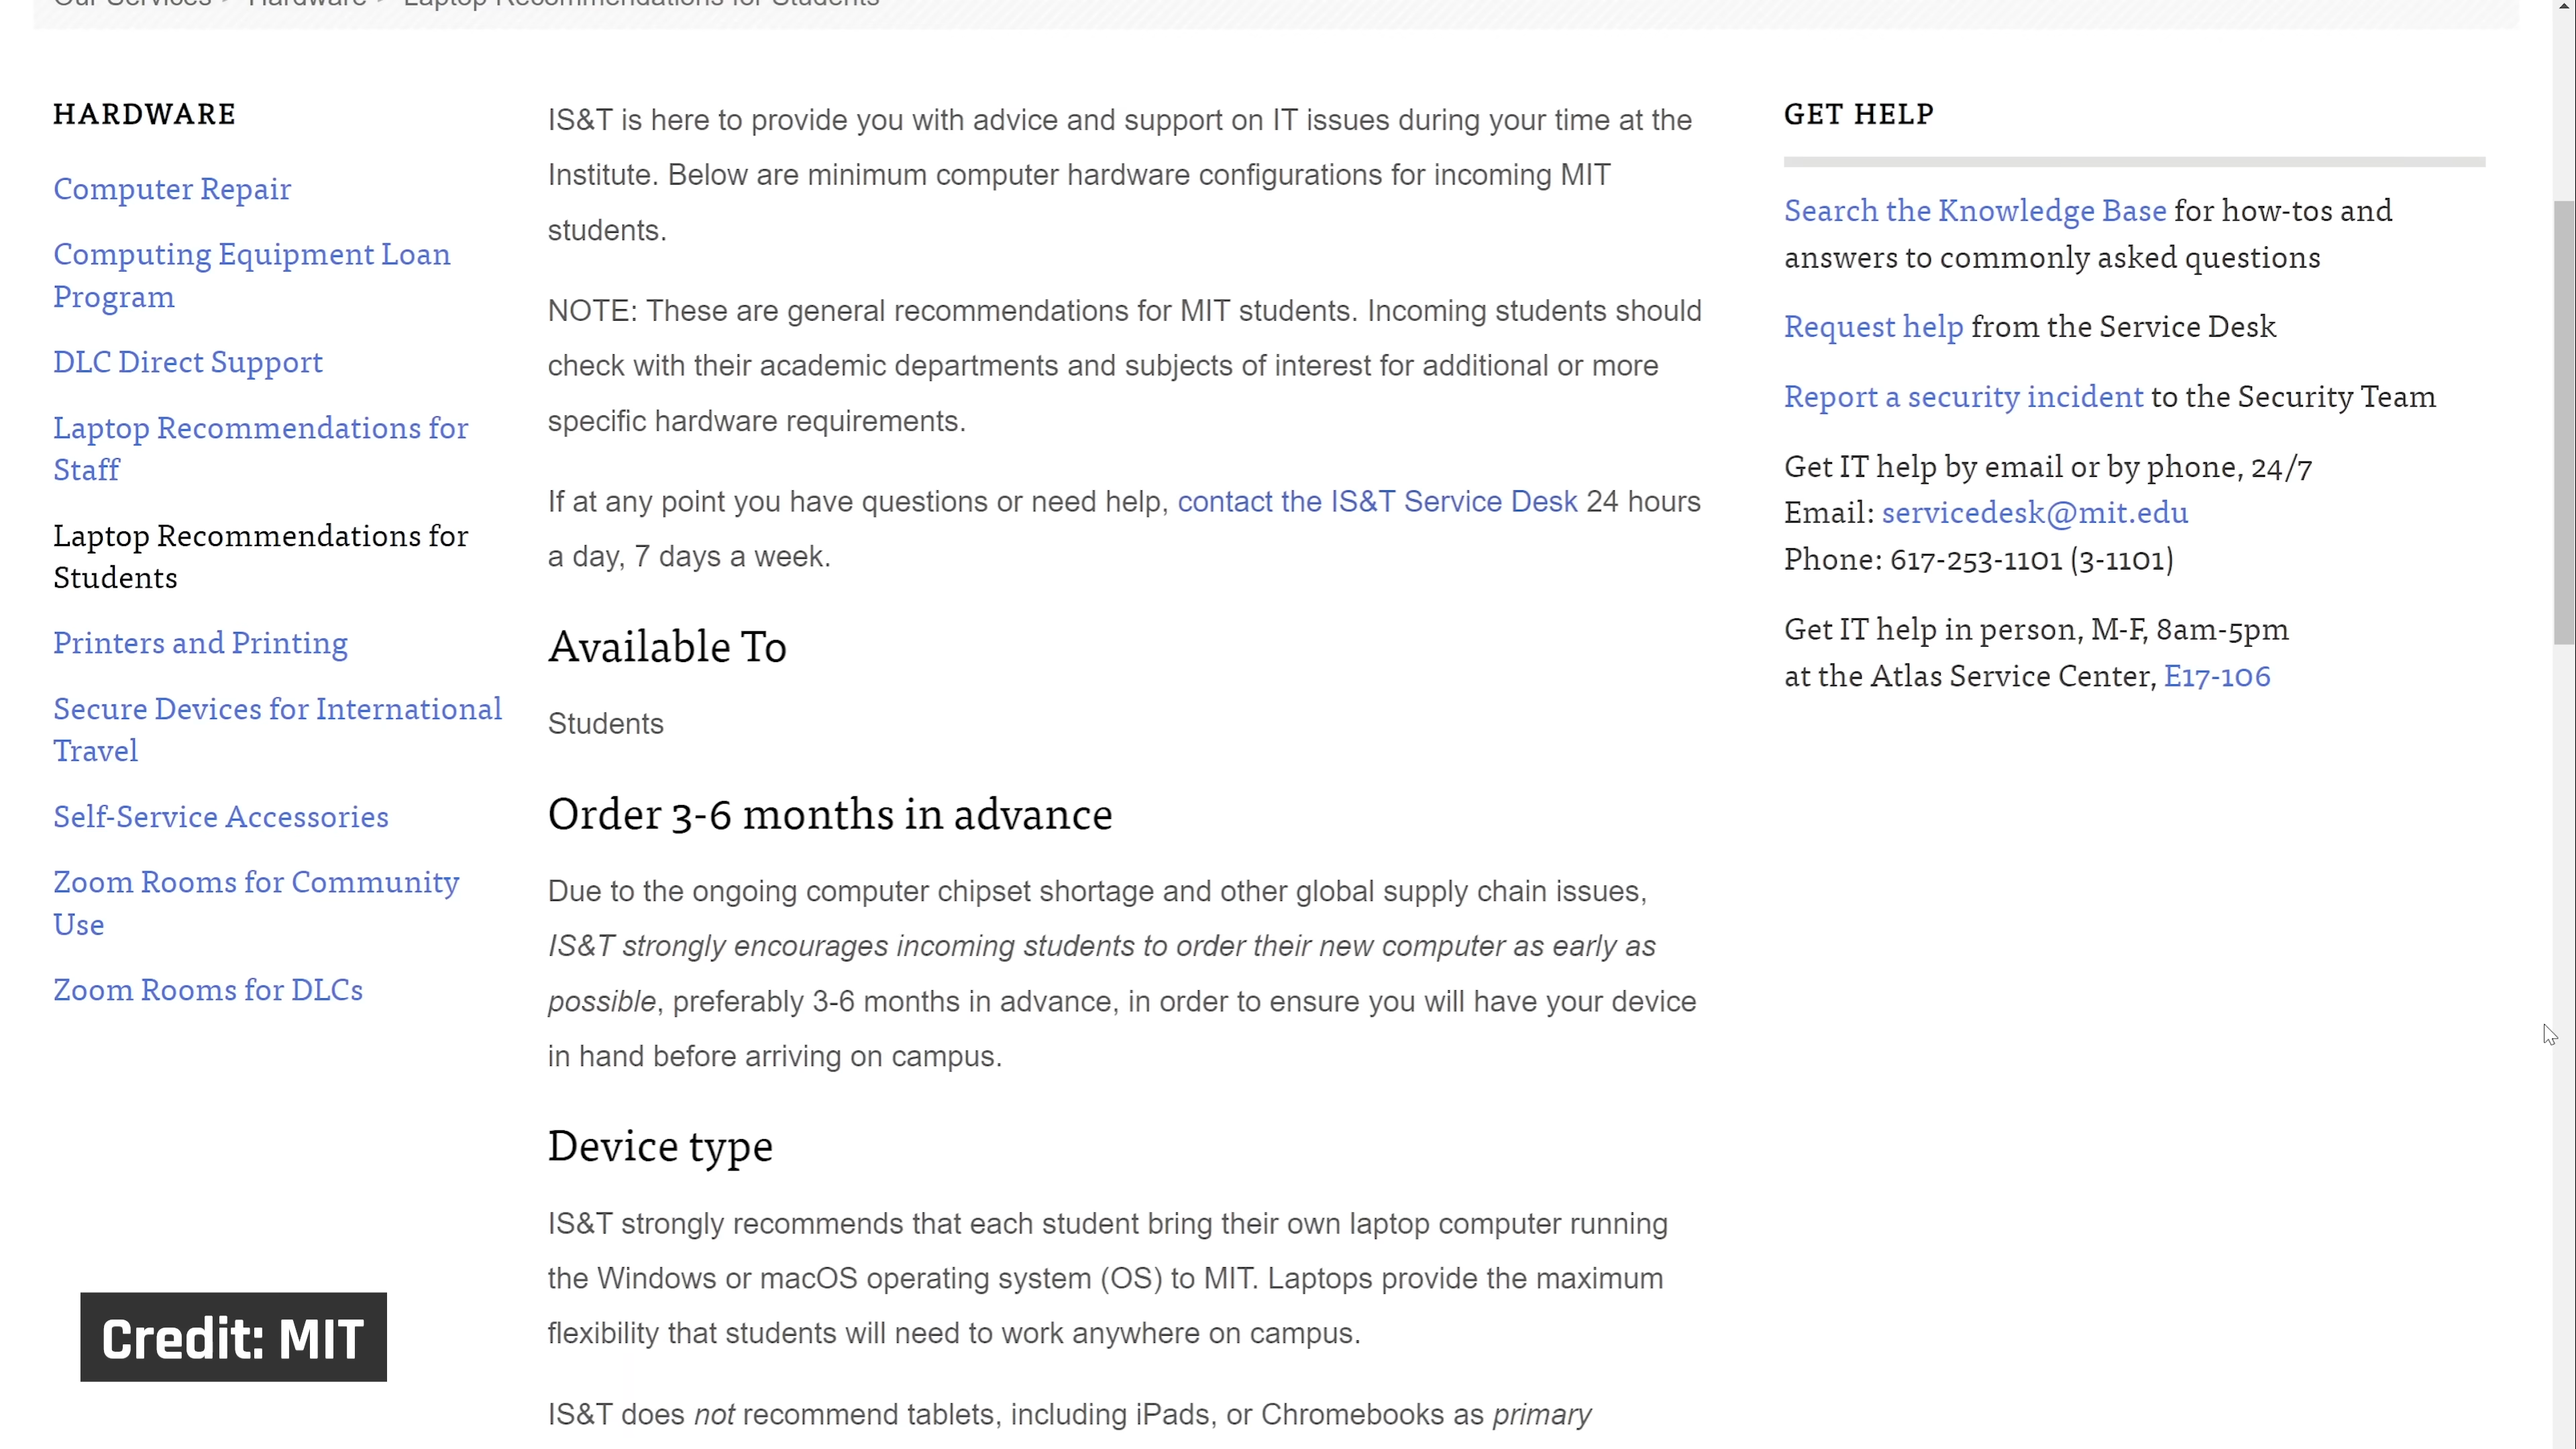 Our Services > Hardware > Laptop Recommendations for Students
HARDWARE
Computer Repair
Computing Equipment Loan
Program
DLC Direct Support
Laptop Recommendations for
Staff
Laptop Recommendations for
Students
Printers and Printing
Secure Devices for International
Travel
Self-Service Accessories
Zoom Rooms for Community
Use
Zoom Rooms for DLCs
IS&T is here to provide you with advice and support on IT issues during your time at the
Institute. Below are minimum computer hardware configurations for incoming MIT
students.
NOTE: These are general recommendations for MIT students. Incoming students should
check with their academic departments and subjects of interest for additional or more
specific hardware requirements.
If at any point you have questions or need help, contact the IS&T Service Desk 24 hours
a day, 7 days a week.
Available To
Students
Order 3-6 months in advance
Due to the ongoing computer chipset shortage and other global supply chain issues,
IS&T strongly encourages incoming students to order their new computer as early as
possible, preferably 3-6 months in advance, in order to ensure you will have your device
in hand before arriving on campus.
Device type
IS&T strongly recommends that each student bring their own laptop computer running
the Windows or macOS operating system (OS) to MIT. Laptops provide the maximum
flexibility that students will need to work anywhere on campus.
IS&T does not recommend tablets, including iPads, or Chromebooks as primary
GET HELP
Search the Knowledge Base for how-tos and
answers to commonly asked questions
Request help from the Service Desk
Report a security incident to the Security Team
Get IT help by email or by phone, 24/7
Email: servicedesk@mit.edu
Phone: 617-253-1101 (3-1101)
Get IT help in person, M-F, 8am-5pm
at the Atlas Service Center, E17-106
Credit: MIT